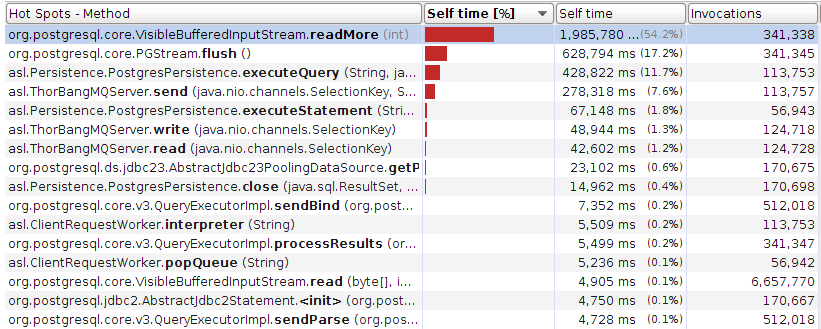 Hot Spots - Method Self time [%] Self time Invocations
org.postgresql.core.VisibleBufferedInputStream.readMore (int) 1,985,780 ... (54.2%) 341,338
org.postgresql.core.PGStream.flush () 628,794 ms (17.2%) 341,345
asl.Persistence.PostgresPersistence.executeQuery (String, ja... 428,822 ms (11.7%) 113,753
asl.ThorBangMQServer.send (java.nio.channels.SelectionKey, S... 278,318 ms (7.6%) 113,757
asl.Persistence.PostgresPersistence.executeStatement (Stri... 67,148 ms (1.8%) 56,943
asl.ThorBangMQServer.write (java.nio.channels.SelectionKey) 48,944 ms (1.3%) 124,718
asl.ThorBangMQServer.read (java.nio.channels.SelectionKey) 42,602 ms (1.2%) 124,728
org.postgresql.ds.jdbc23.AbstractJdbc23PoolingDataSource.getP 23,102 ms (0.6%) 170,675
asl.Persistence.PostgresPersistence.close (java.sql.ResultSet, ... 14,962 ms (0.4%) 170,698
org.postgresql.core.v3.QueryExecutorImpl.sendBind (org.post... 7,352 ms (0.2%) 512,018
asl.ClientRequestWorker.interpreter (String) 5,509 ms (0.2%) 113,753
org.postgresql.core.v3.QueryExecutorImpl.processResults (or... 5,499 ms (0.2%) 341,347
asl.ClientRequestWorker.popQueue (String) 5,236 ms (0.1%) 56,942
org.postgresql.core.VisibleBufferedInputStream.read (byte[], i... 4,905 ms (0.1%) 6,657,770
org.postgresql.jdbc2.AbstractJdbc2Statement.<init> (org.post... 4,750 ms (0.1%) 170,667
org.postgresql.core.v3.QueryExecutorImpl.sendParse (org.post... 4,728 ms (0.1%) 512,018